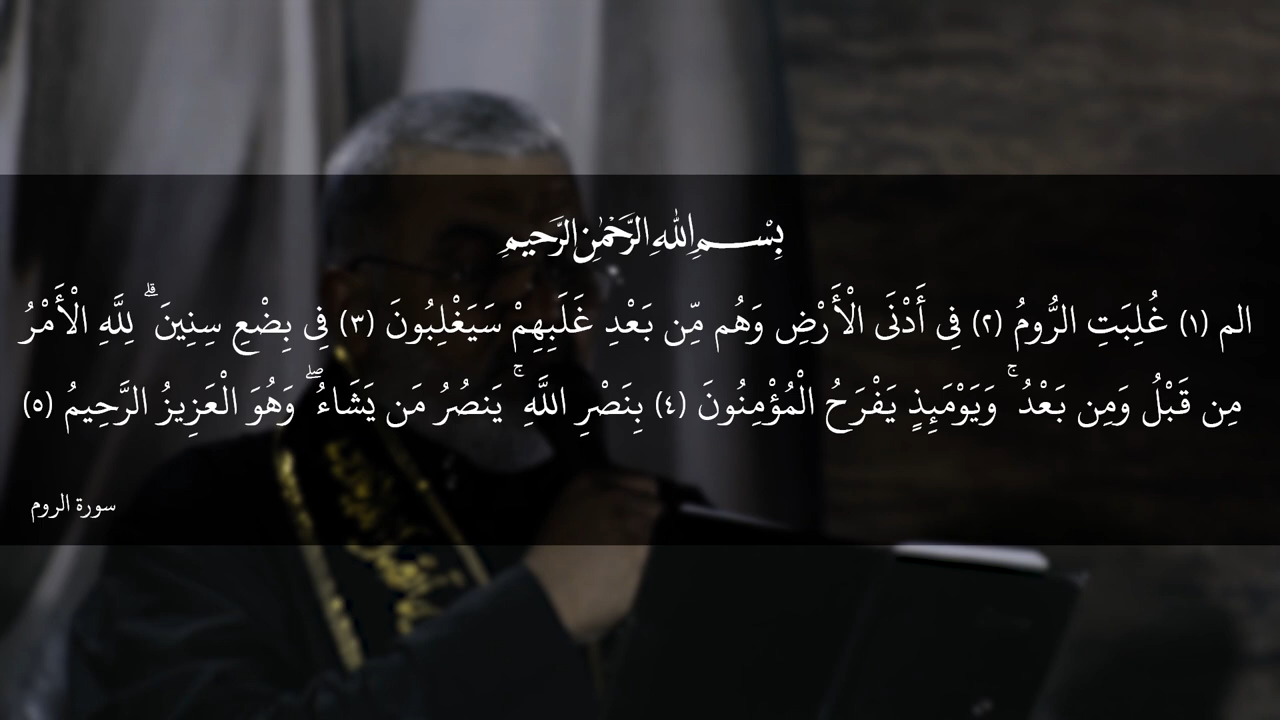 بِسْمِ اللَّهِ الرَّحْمَٰنِ الرَّحِيمِ
الم (١) غُلِبَتِ الرُّومُ (٢) فِي أَدْنَى الْأَرْضِ وَهُم مِّن بَعْدِ غَلَبِهِمْ سَيَغْلِبُونَ (٣) فِي بِضْعِ سِنِينَ ۗ لِلَّهِ الْأَمْرُ
مِن قَبْلُ وَمِن بَعْدُ ۚ وَيَوْمَئِذٍ يَفْرَحُ الْمُؤْمِنُونَ (٤) بِنَصْرِ اللَّهِ ۚ يَنصُرُ مَن يَشَاءُ ۖ وَهُوَ الْعَزِيزُ الرَّحِيمُ (٥)
سورة الروم